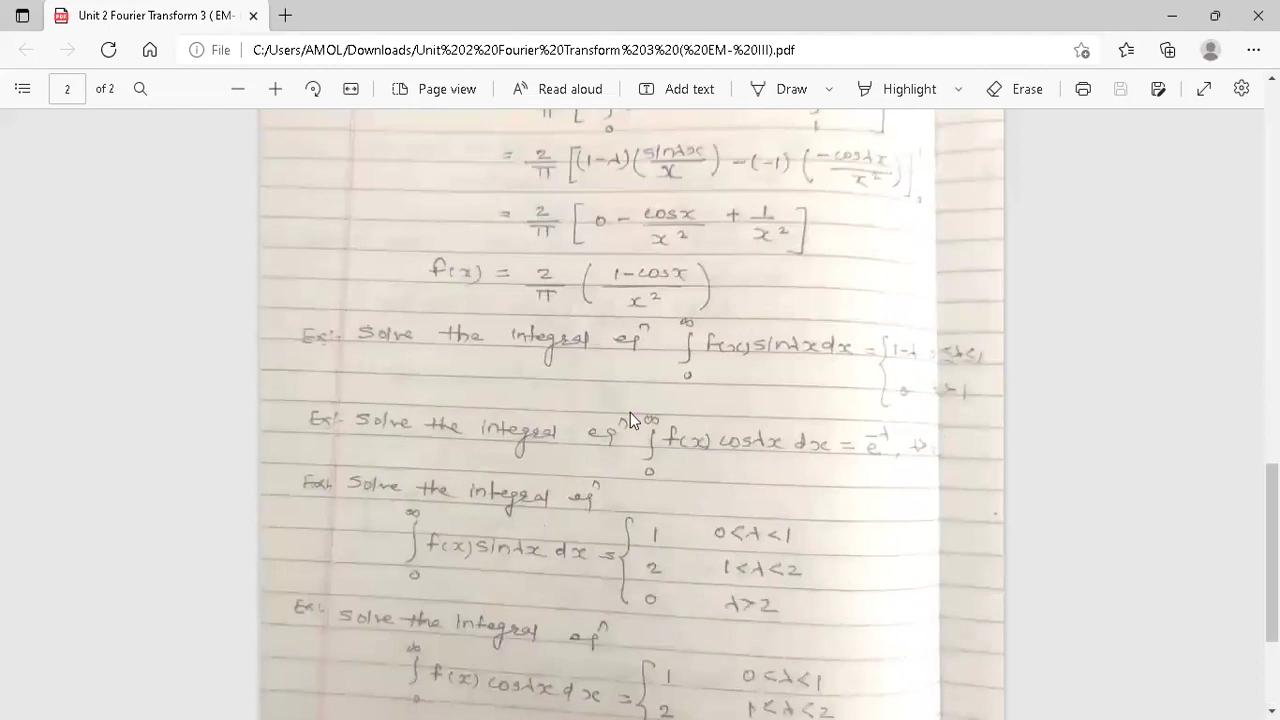 Unit 2 Fourier Transform 3 ( EM-
File C:/Users/AMOL/Downloads/Unit%202%20Fourier%20Transform%203%20(%20EM-%20III).pdf
2 of 2 Page view Read aloud Add text Draw Highlight Erase
π [ 0 1 ]
= 2/π [(1-λ)(sinλx/x) - (-1) (-cosλx/x²)]
= 2/π [ 0 - cosx/x² + 1/x² ]
f(x) = 2/π ( 1-cosx/x² )
Ex:- Solve the integral eqⁿ ∫₀^∞ f(x) sinλx dx = { 1-λ
0
Ex:- Solve the integral eqⁿ ∫₀^∞ f(x) cosλx dx = e^-λ,
Ex:- Solve the integral eqⁿ
∫₀^∞ f(x) sinλx dx = { 1 0<λ<1
2 1<λ<2
0 λ>2
Ex:- Solve the integral eqⁿ
∫₀^∞ f(x) cosλx dx = { 1 0<λ<1
2 1<λ<2